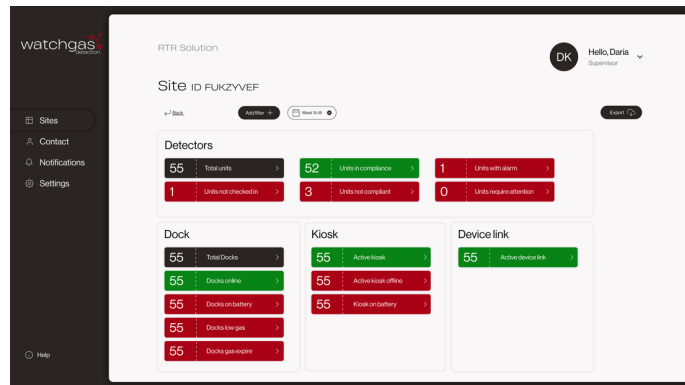 watchgas
detection
Sites
Contact
Notifications
Settings
Help
RTR Solution
DK
Hello, Daria
Supervisor
Site ID FUKZYVEF
Back
Add filter +
Week 15-16
Export
Detectors
55 Total units
52 Units in compliance
1 Units with alarm
1 Units not checked in
3 Units not compliant
0 Units require attention
Dock
55 Total Docks
55 Docks online
55 Docks on battery
55 Docks low gas
55 Docks gas expire
Kiosk
55 Active kiosk
55 Active kiosk offline
55 Kiosk on battery
Device link
55 Active device link